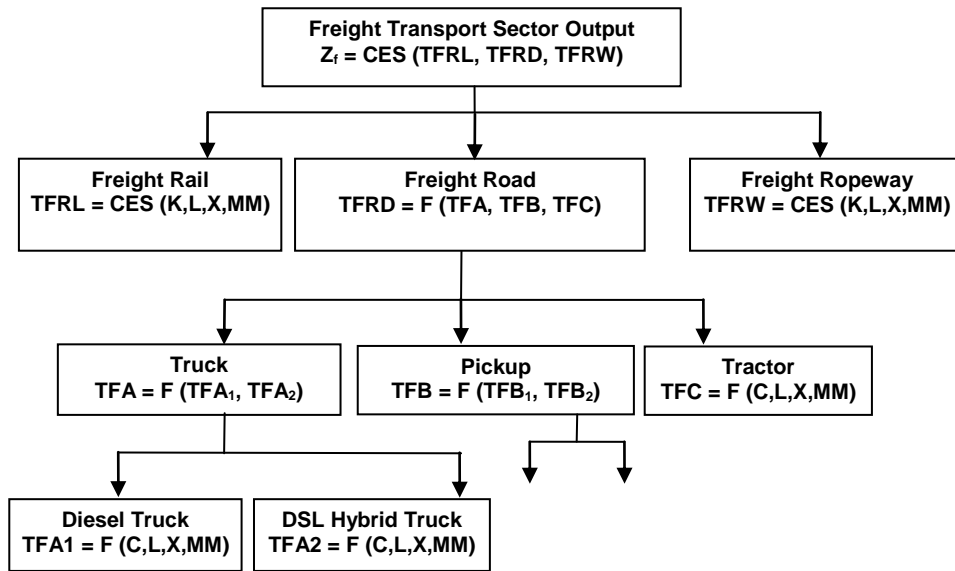 Freight Transport Sector Output
Zf = CES (TFRL, TFRD, TFRW)
Freight Rail
TFRL = CES (K,L,X,MM)
Freight Road
TFRD = F (TFA, TFB, TFC)
Freight Ropeway
TFRW = CES (K,L,X,MM)
Truck
TFA = F (TFA₁, TFA₂)
Pickup
TFB = F (TFB₁, TFB₂)
Tractor
TFC = F (C,L,X,MM)
Diesel Truck
TFA1 = F (C,L,X,MM)
DSL Hybrid Truck
TFA2 = F (C,L,X,MM)